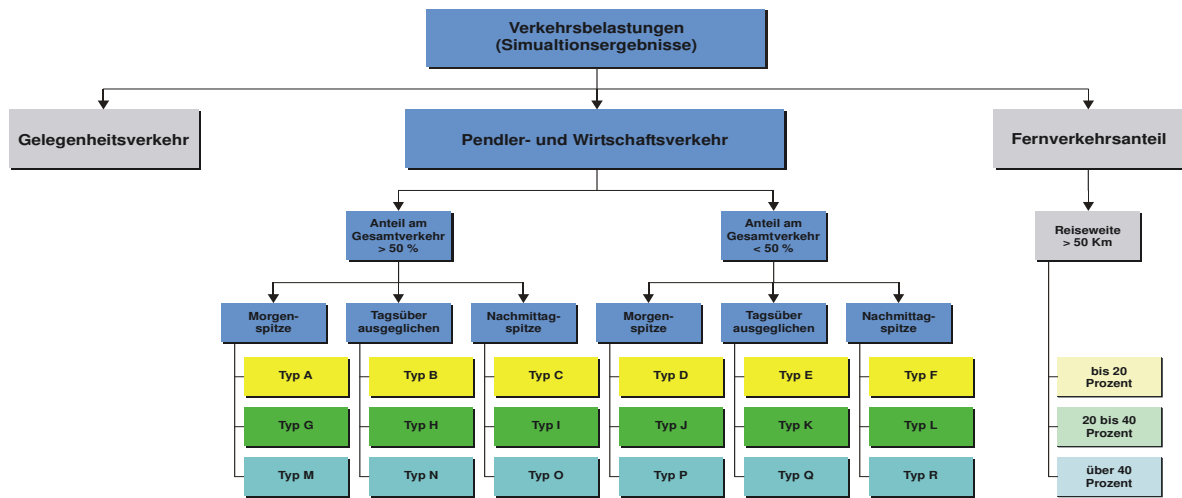 Verkehrsbelastungen
(Simualtionsergebnisse)
Gelegenheitsverkehr
Pendler- und Wirtschaftsverkehr
Fernverkehrsanteil
Anteil am
Gesamtverkehr
> 50 %
Anteil am
Gesamtverkehr
< 50 %
Reiseweite
> 50 Km
Morgen-
spitze
Tagsüber
ausgeglichen
Nachmittag-
spitze
Morgen-
spitze
Tagsüber
ausgeglichen
Nachmittag-
spitze
Typ A
Typ B
Typ C
Typ D
Typ E
Typ F
bis 20
Prozent
Typ G
Typ H
Typ I
Typ J
Typ K
Typ L
20 bis 40
Prozent
Typ M
Typ N
Typ O
Typ P
Typ Q
Typ R
über 40
Prozent